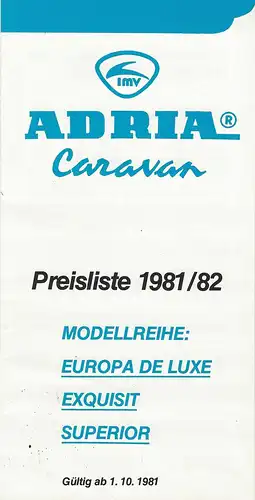 IMV
ADRIA®
Caravan
Preisliste 1981/82
MODELLREIHE:
EUROPA DE LUXE
EXQUISIT
SUPERIOR
Gültig ab 1. 10. 1981